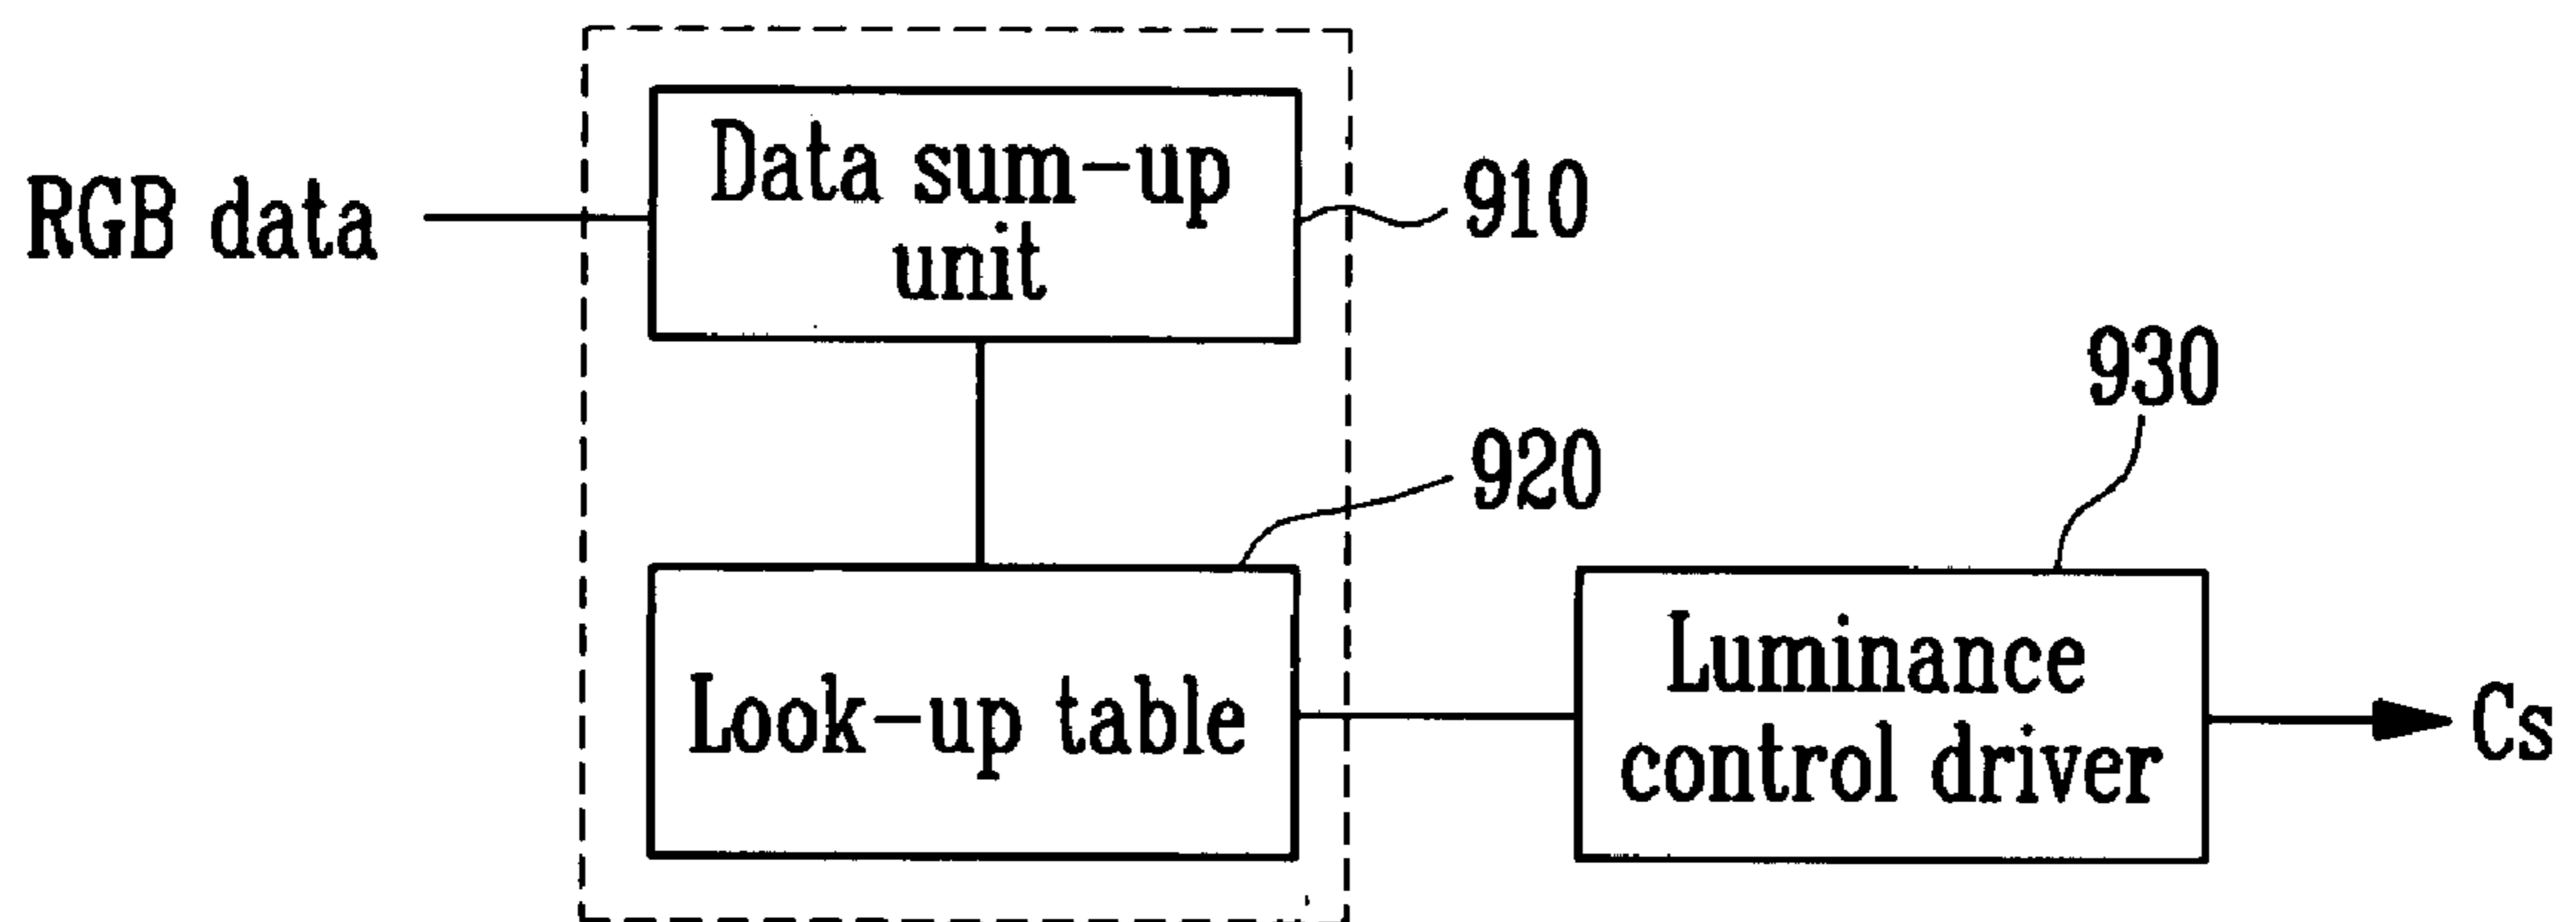 RGB data
Data sum-up
unit
910
920
930
Look-up table
Luminance
control driver
Cs